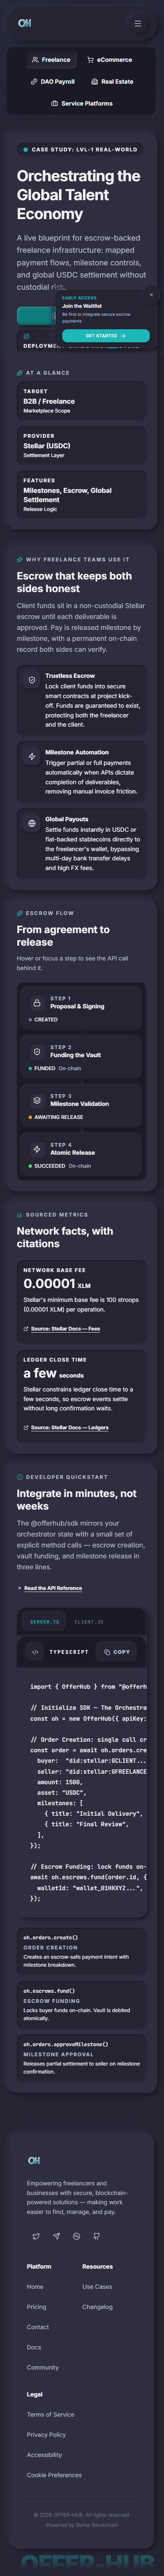 OH
Freelance
eCommerce
DAO Payroll
Real Estate
Service Platforms
CASE STUDY: LVL-1 REAL-WORLD
Orchestrating the
Global Talent
Economy
A live blueprint for escrow-backed
freelance infrastructure: mapped
payment flows, milestone contracts,
and global USDC settlement without
custodial
EARLY ACCESS
Join the Waitlist
Be first to integrate secure escrow
payments
GET STARTED
AT A GLANCE
TARGET
B2B / Freelance
Marketplace Scope
PROVIDER
Stellar (USDC)
Settlement Layer
FEATURES
Milestones, Escrow, Global
Settlement
Release Logic
WHY FREELANCE TEAMS USE IT
Escrow that keeps both
sides honest
Client funds sit in a non-custodial Stellar
escrow until each deliverable is
approved. Pay is released milestone by
milestone, with a permanent on-chain
record both sides can verify.
Trustless Escrow
Lock client funds into secure
smart contracts at project kick-
off. Funds are guaranteed to exist,
protecting both the freelancer
and the client.
Milestone Automation
Trigger partial or full payments
automatically when APIs dictate
completion of deliverables,
removing manual invoice friction.
Global Payouts
Settle funds instantly in USDC or
fiat-backed stablecoins directly to
the freelancer's wallet, bypassing
multi-day bank transfer delays
and high FX fees.
ESCROW FLOW
From agreement to
release
Hover or focus a step to see the API call
behind it.
STEP 1
Proposal & Signing
CREATED
STEP 2
Funding the Vault
FUNDED On-chain
STEP 3
Milestone Validation
AWAITING RELEASE
STEP 4
Atomic Release
SUCCEEDED On-chain
SOURCED METRICS
Network facts, with
citations
NETWORK BASE FEE
0.00001 XLM
Stellar's minimum base fee is 100 stroops
(0.00001 XLM) per operation.
Source: Stellar Docs — Fees
LEDGER CLOSE TIME
a few seconds
Stellar constrains ledger close time to a
few seconds, so escrow events settle
without long confirmation waits.
Source: Stellar Docs — Ledgers
DEVELOPER QUICKSTART
Integrate in minutes, not
weeks
The @offerhub/sdk mirrors your
orchestrator state with a small set of
explicit method calls — escrow creation,
vault funding, and milestone release in
three lines.
Read the API Reference
SERVER.TS
CLIENT.JS
TYPESCRIPT
COPY
import { OfferHub } from "@offerh
// Initialize SDK — The Orchestra
const oh = new OfferHub({ apiKey:
// Order Creation: single call cr
const order = await oh.orders.cre
buyer: "did:stellar:GCLIENT...
seller: "did:stellar:GFREELANCE
amount: 1500,
asset: "USDC",
milestones: [
{ title: "Initial Delivery",
{ title: "Final Review",
],
});
// Escrow Funding: lock funds on-
await oh.escrows.fund(order.id, {
walletId: "wallet_01HKXYZ...",
});
oh.orders.create()
ORDER CREATION
Creates an escrow-safe payment intent with
milestone breakdown.
oh.escrows.fund()
ESCROW FUNDING
Locks buyer funds on-chain. Vault is debited
atomically.
oh.orders.approveMilestone()
MILESTONE APPROVAL
Releases partial settlement to seller on milestone
confirmation.
OH
Empowering freelancers and
businesses with secure, blockchain-
powered solutions — making work
easier to find, manage, and pay.
Platform
Resources
Home
Use Cases
Pricing
Changelog
Contact
Docs
Community
Legal
Terms of Service
Privacy Policy
Accessibility
Cookie Preferences
© 2026 OFFER-HUB. All rights reserved.
Powered by Stellar Blockchain
OFFER-HUB